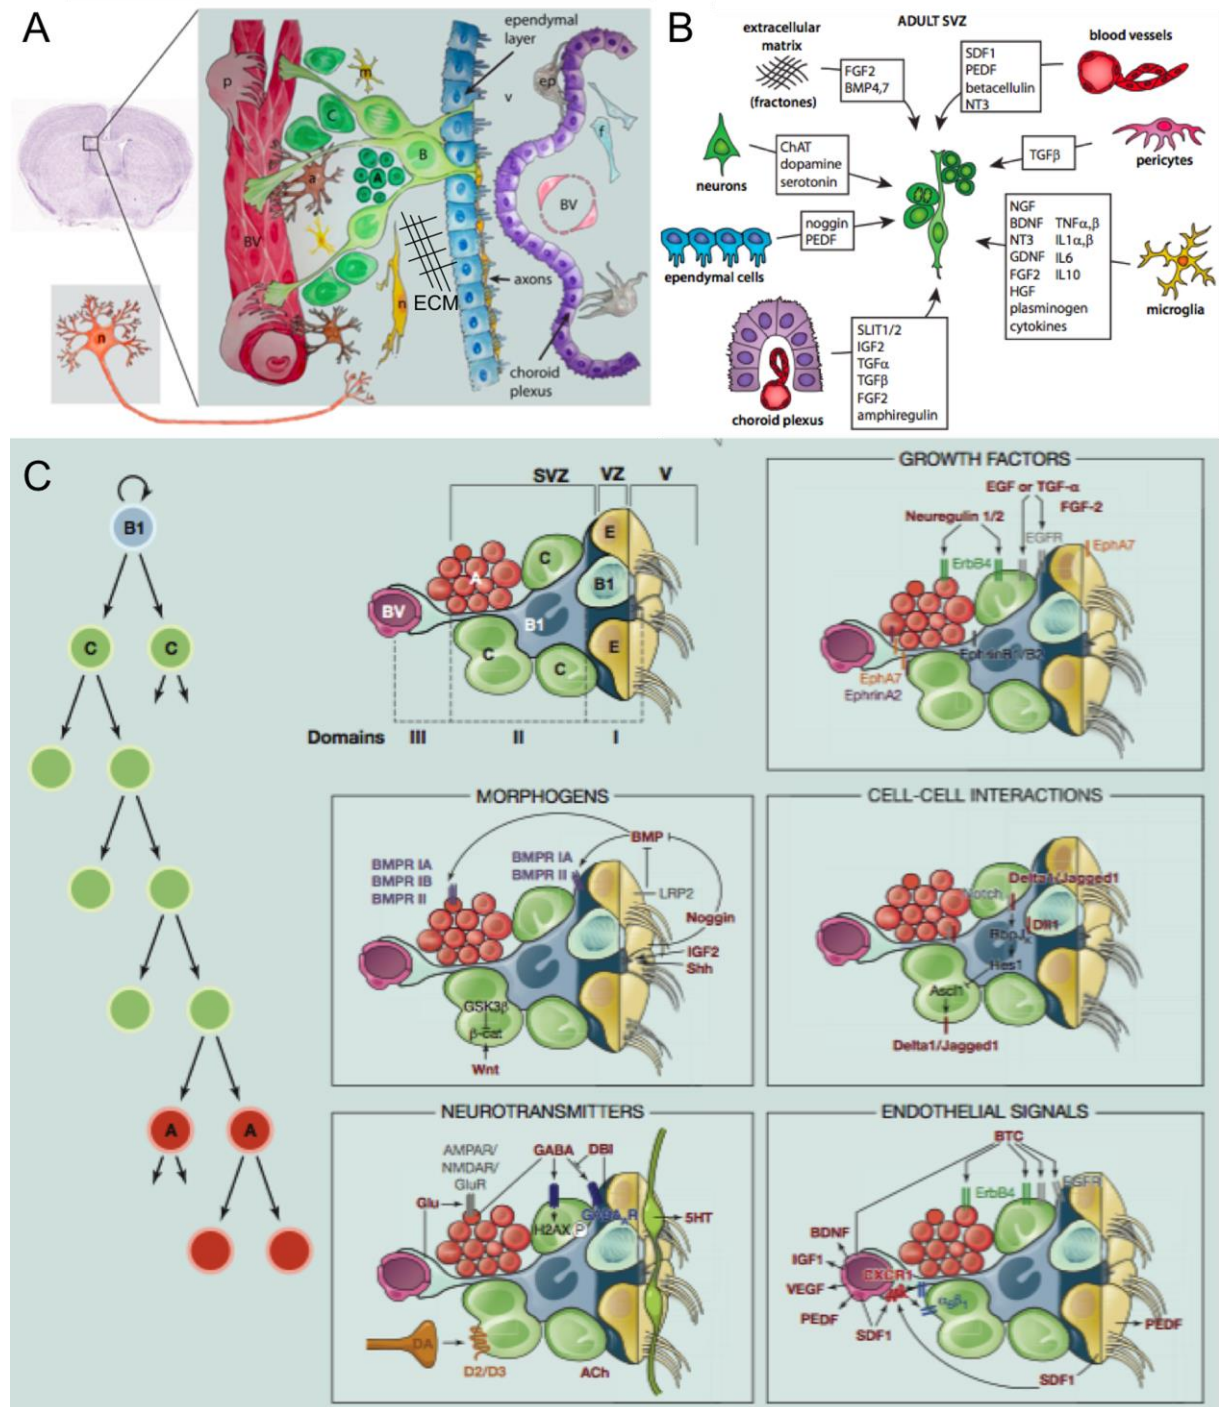 A
ependymal
layer
p
m
C
B
A
a
BV
v
ep
f
BV
axons
ECM
n
choroid
plexus
n
B
ADULT SVZ
extracellular
matrix
(fractones)
FGF2
BMP4,7
SDF1
PEDF
betacellulin
NT3
blood vessels
neurons
ChAT
dopamine
serotonin
TGFβ
pericytes
ependymal cells
noggin
PEDF
NGF
BDNF TNFα,β
NT3 IL1α,β
GDNF IL6
FGF2 IL10
HGF
plasminogen
cytokines
microglia
choroid plexus
SLIT1/2
IGF2
TGFα
TGFβ
FGF2
amphiregulin
C
B1
C C
A A
SVZ VZ V
E
C
A
B1
BV
B1
C
E
C
Domains III II I
GROWTH FACTORS
EGF or TGF-α
FGF-2
Neuregulin 1/2
EGFR
EphA7
ErbB4
EphrinB1/B2
EphA7
EphrinA2
MORPHOGENS
BMP
BMPR IA
BMPR IB
BMPR II
BMPR IA
BMPR II
LRP2
Noggin
IGF2
Shh
GSK3β
β-cat
Wnt
CELL-CELL INTERACTIONS
Notch
Delta1/Jagged1
Dll1
RbpJκ
Hes1
Ascl1
Delta1/Jagged1
NEUROTRANSMITTERS
AMPAR/
NMDAR/
GluR
GABA
DBI
Glu
H2AX P
GABAAR
5HT
DA
D2/D3
ACh
ENDOTHELIAL SIGNALS
BTC
ErbB4
EGFR
BDNF
IGF1
VEGF
PEDF
SDF1
CXCR1
α6β1
PEDF
SDF1